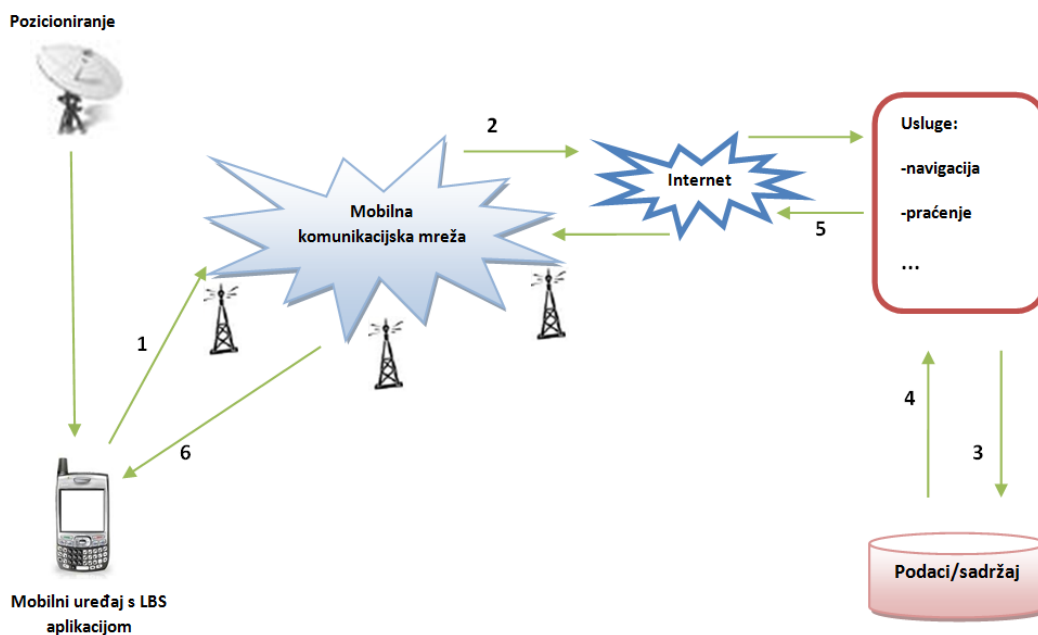 Pozicioniranje
2
Usluge:
-navigacija
-praćenje
...
Internet
Mobilna
komunikacijska mreža
5
1
4
6
3
Podaci/sadržaj
Mobilni uređaj s LBS
aplikacijom